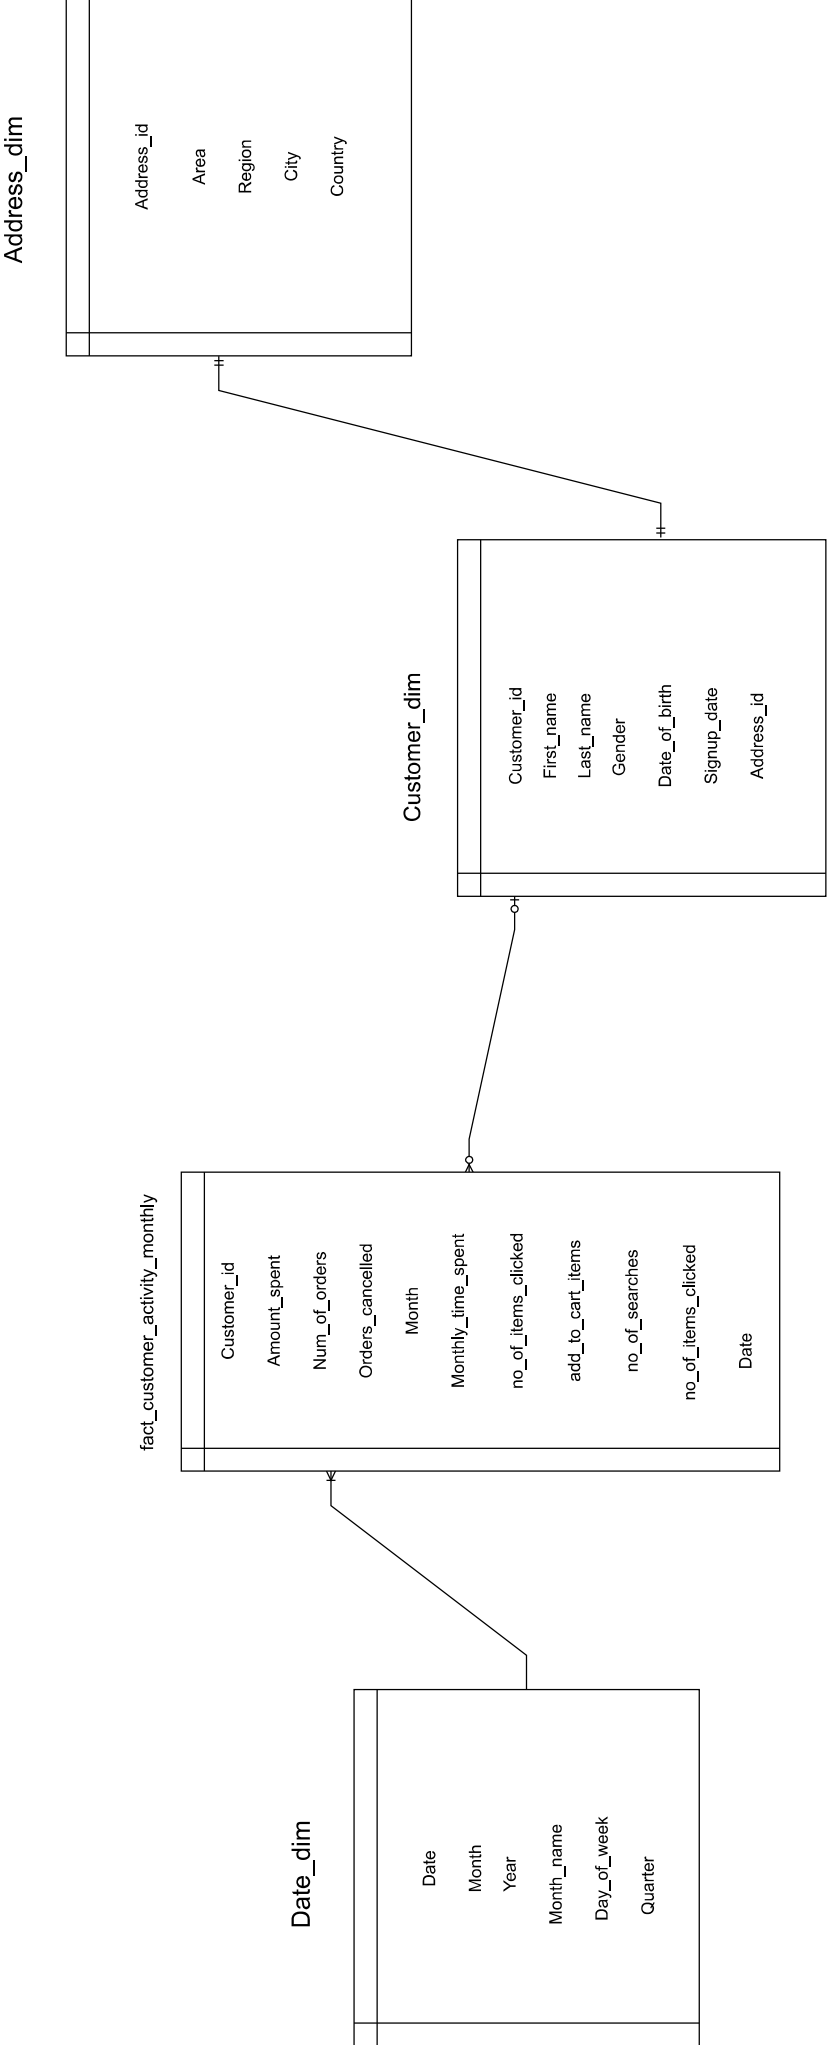 Date_dim
Date
Month
Year
Month_name
Day_of_week
Quarter
fact_customer_activity_monthly
Customer_id
Amount_spent
Num_of_orders
Orders_cancelled
Month
Monthly_time_spent
no_of_items_clicked
add_to_cart_items
no_of_searches
no_of_items_clicked
Date
Customer_dim
Customer_id
First_name
Last_name
Gender
Date_of_birth
Signup_date
Address_id
Address_dim
Address_id
Area
Region
City
Country